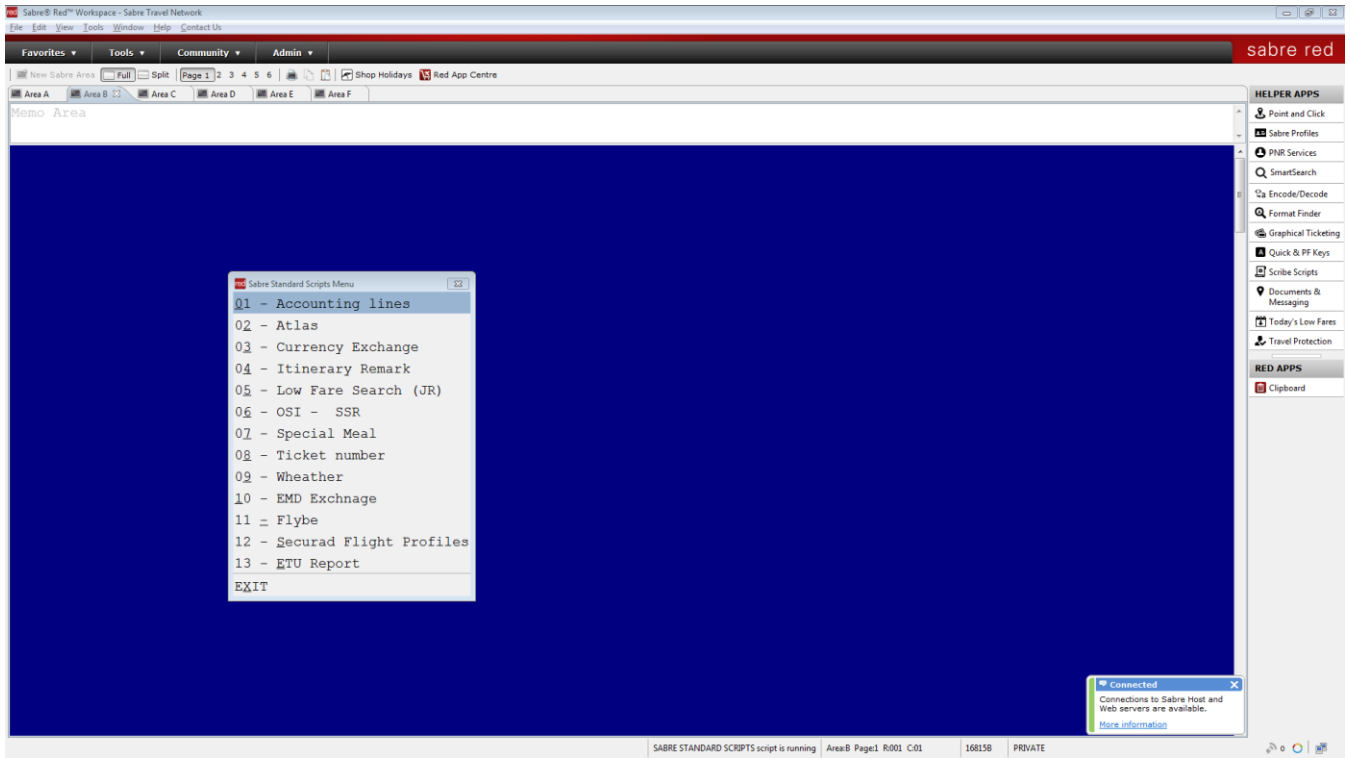 red Sabre® Red™ Workspace - Sabre Travel Network
File Edit View Tools Window Help Contact Us
Favorites Tools Community Admin
sabre red
New Sabre Area Full Split Page 1 2 3 4 5 6 Shop Holidays Red App Centre
Area A Area B Area C Area D Area E Area F
Memo Area
HELPER APPS
Point and Click
Sabre Profiles
PNR Services
SmartSearch
Encode/Decode
Format Finder
Graphical Ticketing
Quick & PF Keys
Scribe Scripts
Documents &
Messaging
Today's Low Fares
Travel Protection
RED APPS
Clipboard
red Sabre Standard Scripts Menu
01 - Accounting lines
02 - Atlas
03 - Currency Exchange
04 - Itinerary Remark
05 - Low Fare Search (JR)
06 - OSI - SSR
07 - Special Meal
08 - Ticket number
09 - Wheather
10 - EMD Exchnage
11 - Flybe
12 - Securad Flight Profiles
13 - ETU Report
EXIT
Connected
Connections to Sabre Host and
Web servers are available.
More information
SABRE STANDARD SCRIPTS script is running Area:B Page:1 R:001 C:01 16815B PRIVATE 0